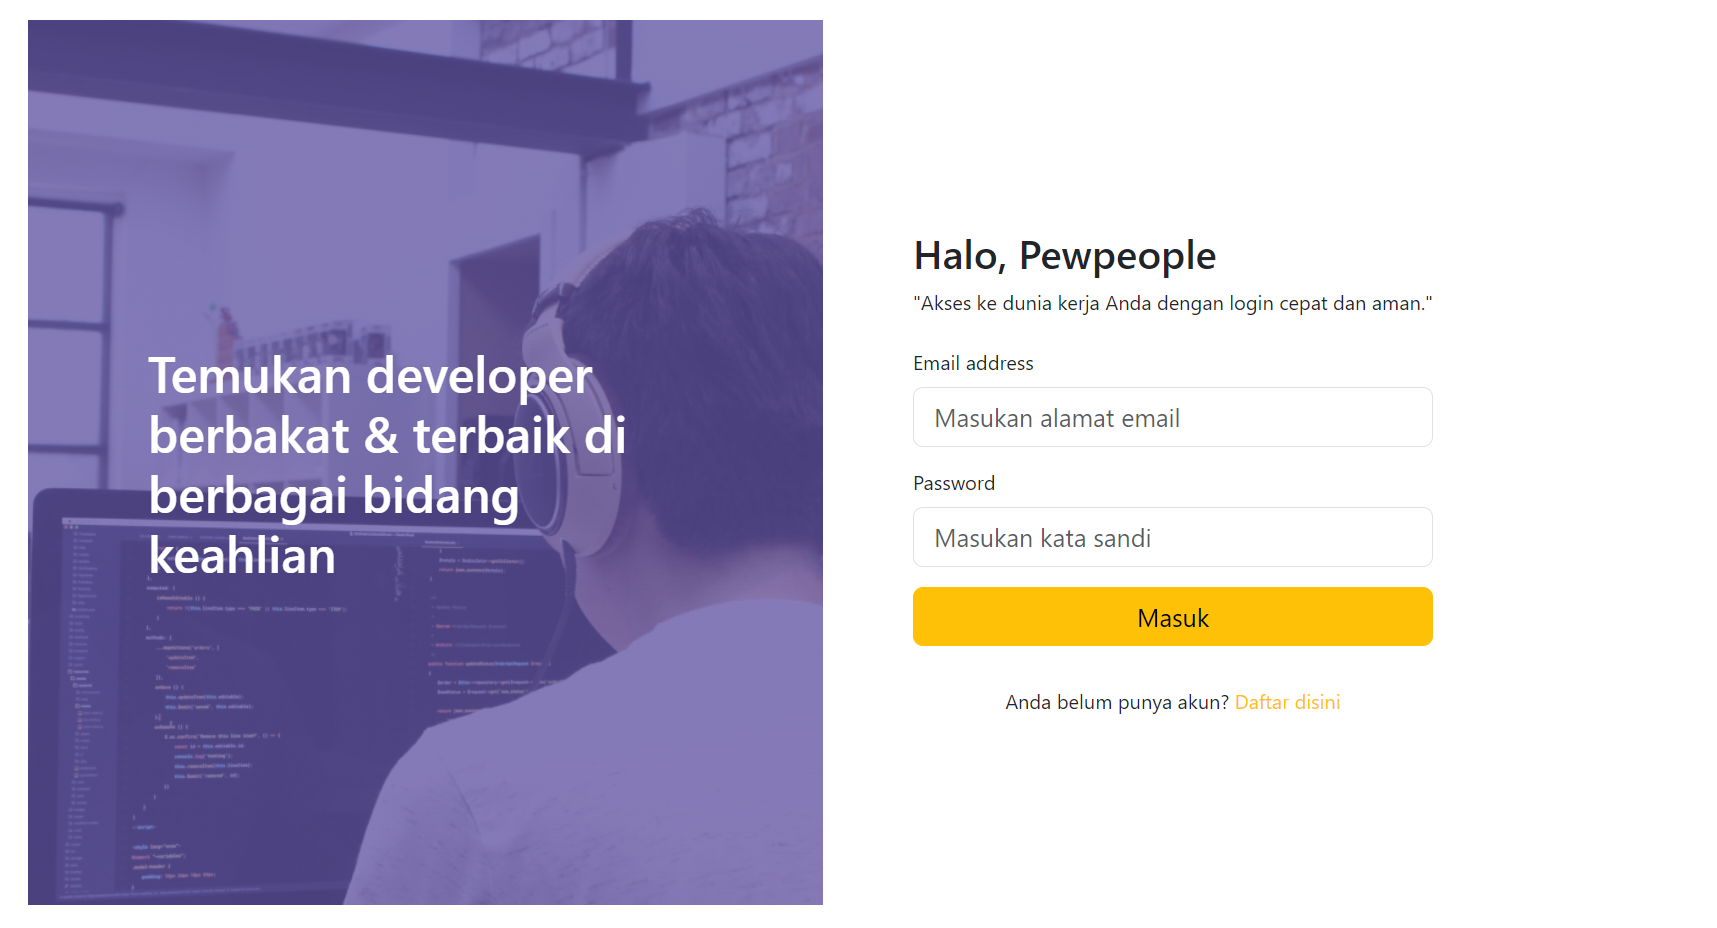 Temukan developer
berbakat & terbaik di
berbagai bidang
keahlian
Halo, Pewpeople
"Akses ke dunia kerja Anda dengan login cepat dan aman."
Email address
Masukan alamat email
Password
Masukan kata sandi
Masuk
Anda belum punya akun? Daftar disini